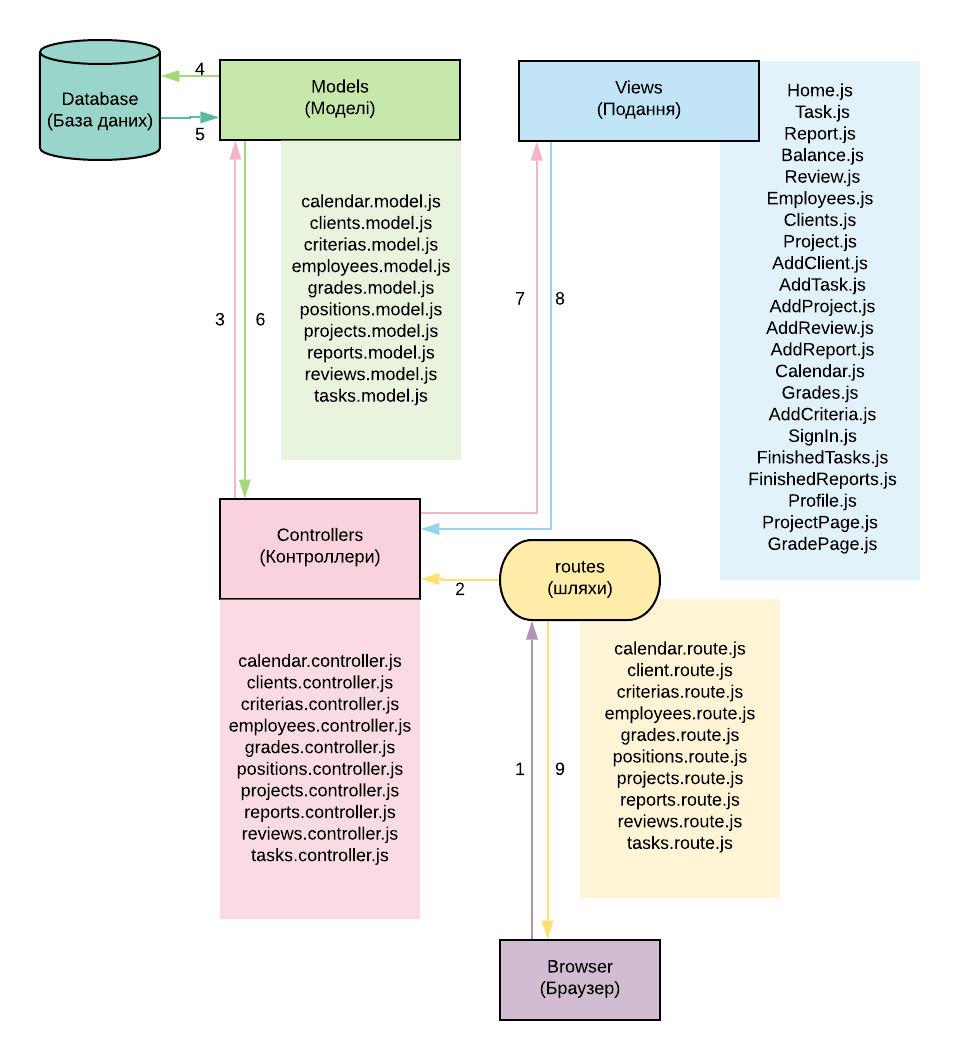 Database
(База даних)
4
5
Models
(Моделі)
calendar.model.js
clients.model.js
criterias.model.js
employees.model.js
grades.model.js
positions.model.js
projects.model.js
reports.model.js
reviews.model.js
tasks.model.js
Views
(Подання)
Home.js
Task.js
Report.js
Balance.js
Review.js
Employees.js
Clients.js
Project.js
AddClient.js
AddTask.js
AddProject.js
AddReview.js
AddReport.js
Calendar.js
Grades.js
AddCriteria.js
SignIn.js
FinishedTasks.js
FinishedReports.js
Profile.js
ProjectPage.js
GradePage.js
3
6
7
8
Controllers
(Контроллери)
calendar.controller.js
clients.controller.js
criterias.controller.js
employees.controller.js
grades.controller.js
positions.controller.js
projects.controller.js
reports.controller.js
reviews.controller.js
tasks.controller.js
2
routes
(шляхи)
calendar.route.js
client.route.js
criterias.route.js
employees.route.js
grades.route.js
positions.route.js
projects.route.js
reports.route.js
reviews.route.js
tasks.route.js
1
9
Browser
(Браузер)